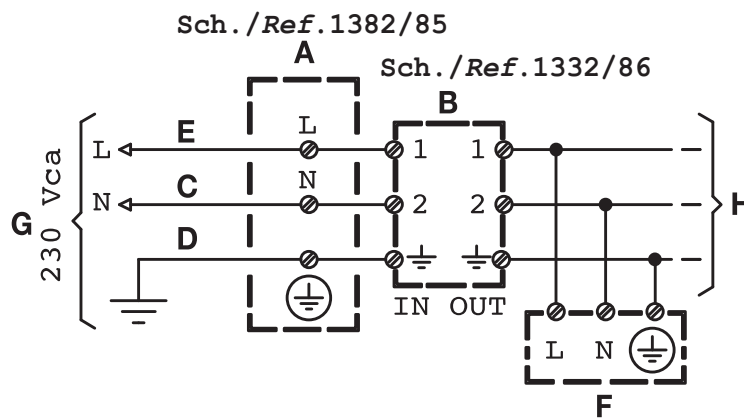 Sch./Ref.1382/85
A
Sch./Ref.1332/86
B
L
E
L
1 1
N
C
N
2 2
G
230 Vca
H
D
IN OUT
L N
F